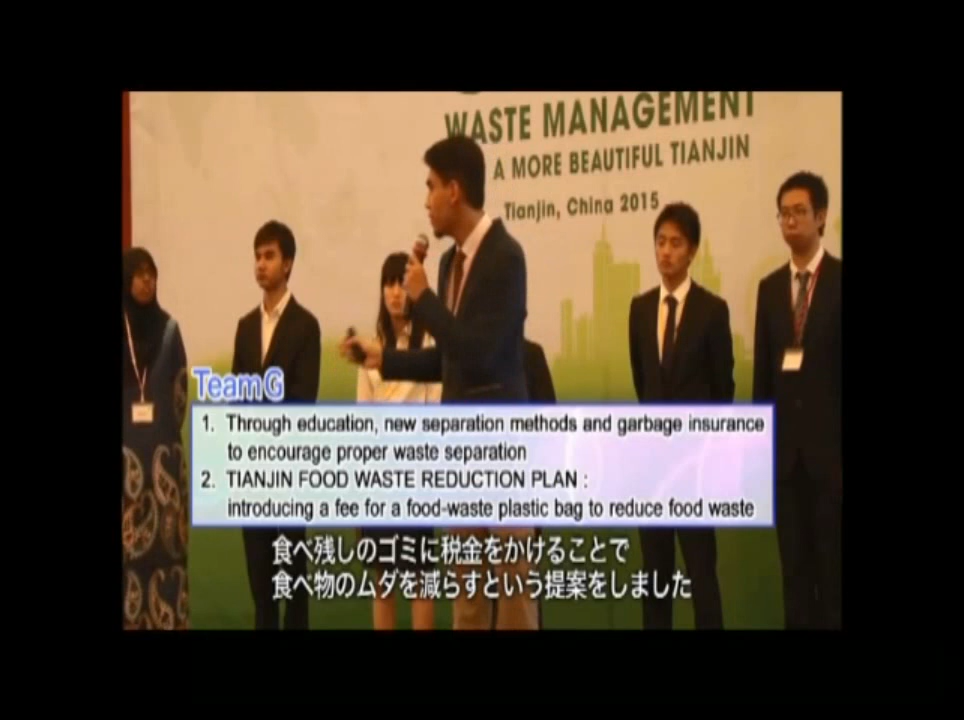 WASTE MANAGEMENT
A MORE BEAUTIFUL TIANJIN
Tianjin, China 2015
Team G
1. Through education, new separation methods and garbage insurance
to encourage proper waste separation
2. TIANJIN FOOD WASTE REDUCTION PLAN :
introducing a fee for a food-waste plastic bag to reduce food waste
食べ残しのゴミに税金をかけることで
食べ物のムダを減らすという提案をしました